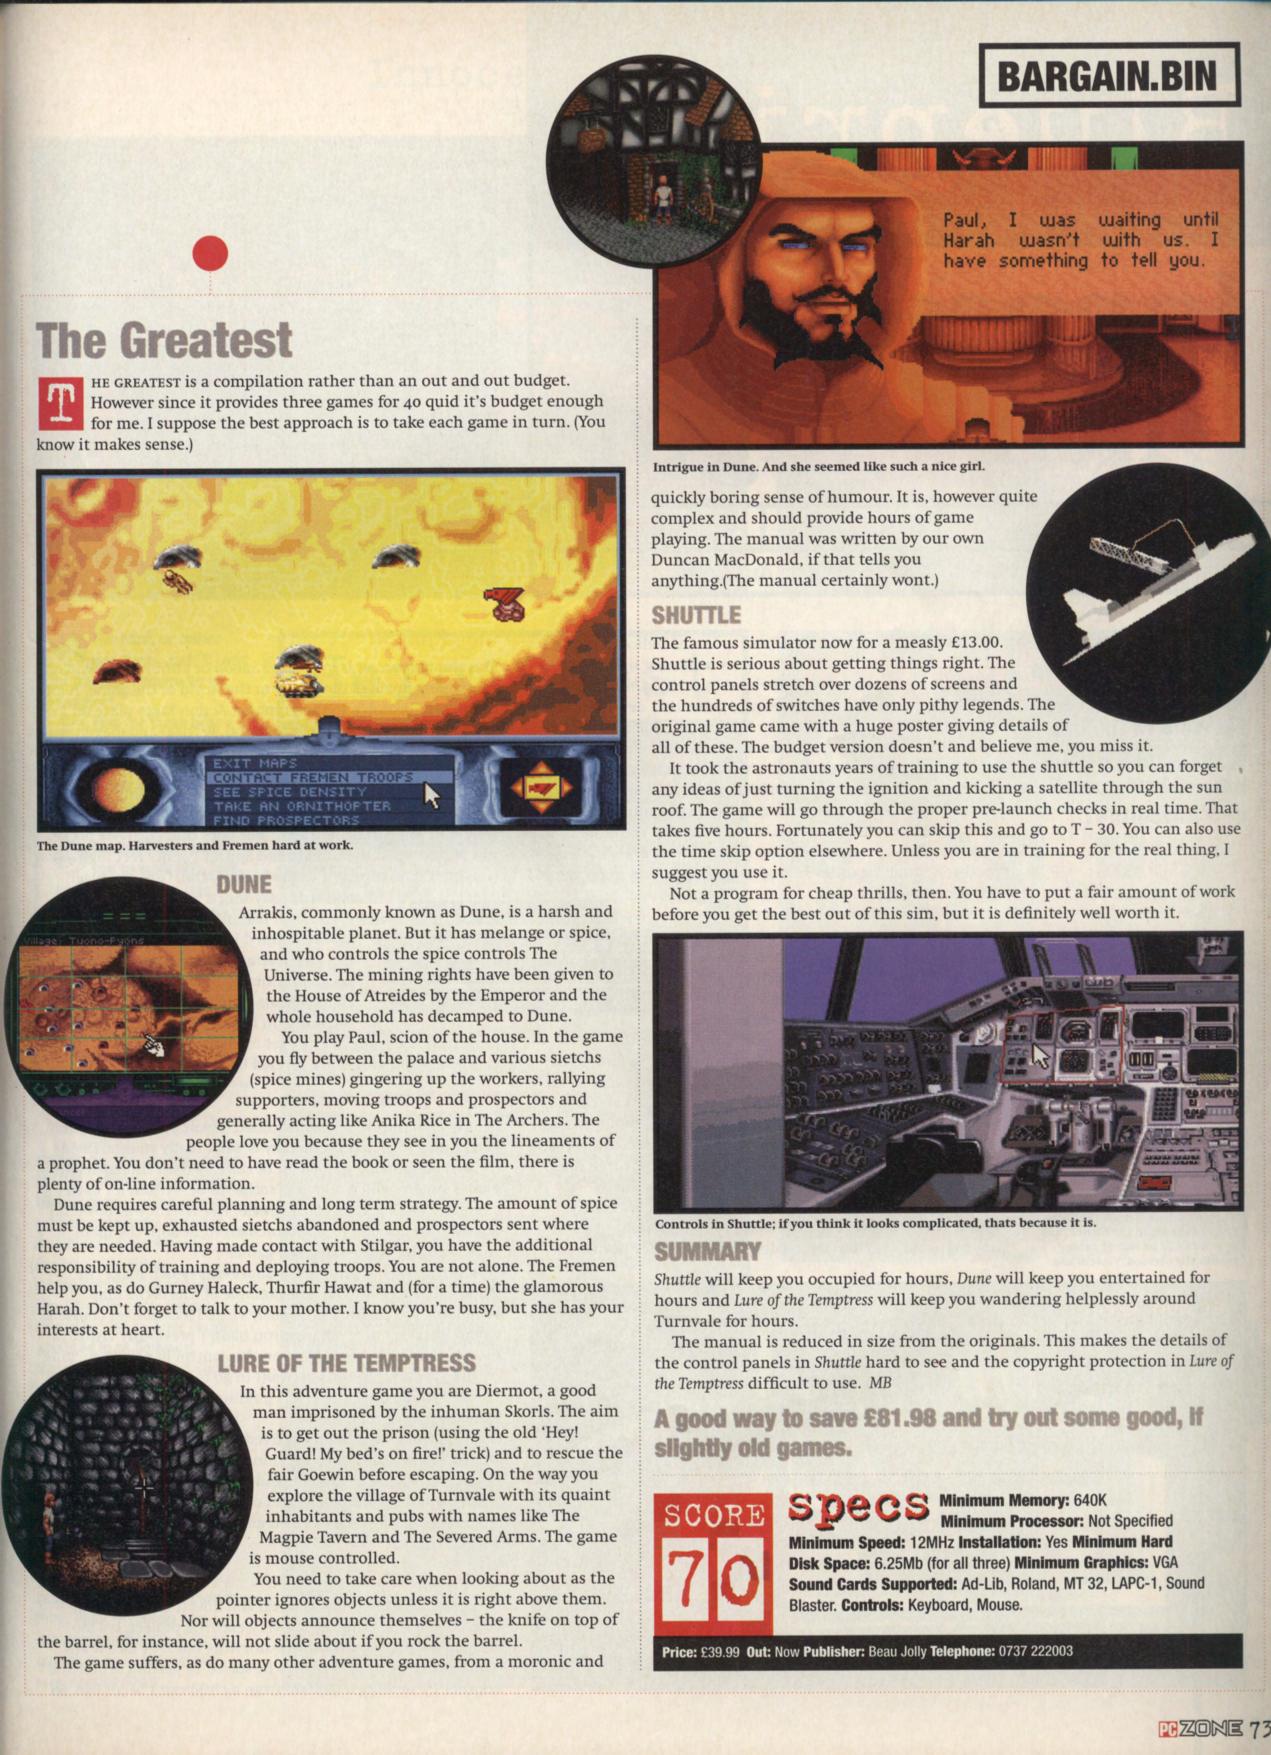 BARGAIN.BIN
Paul, I was waiting until
Harah wasn't with us. I
have something to tell you.
The Greatest
THE GREATEST is a compilation rather than an out and out budget.
However since it provides three games for 40 quid it's budget enough
for me. I suppose the best approach is to take each game in turn. (You
know it makes sense.)
EXIT MAPS
CONTACT FREMEN TROOPS
SEE SPICE DENSITY
TAKE AN ORNITHOPTER
FIND PROSPECTORS
The Dune map. Harvesters and Fremen hard at work.
DUNE
Village: Tuono-Pyons
Arrakis, commonly known as Dune, is a harsh and
inhospitable planet. But it has melange or spice,
and who controls the spice controls The
Universe. The mining rights have been given to
the House of Atreides by the Emperor and the
whole household has decamped to Dune.
You play Paul, scion of the house. In the game
you fly between the palace and various sietchs
(spice mines) gingering up the workers, rallying
supporters, moving troops and prospectors and
generally acting like Anika Rice in The Archers. The
people love you because they see in you the lineaments of
a prophet. You don't need to have read the book or seen the film, there is
plenty of on-line information.
Dune requires careful planning and long term strategy. The amount of spice
must be kept up, exhausted sietchs abandoned and prospectors sent where
they are needed. Having made contact with Stilgar, you have the additional
responsibility of training and deploying troops. You are not alone. The Fremen
help you, as do Gurney Haleck, Thurfir Hawat and (for a time) the glamorous
Harah. Don't forget to talk to your mother. I know you're busy, but she has your
interests at heart.
LURE OF THE TEMPTRESS
In this adventure game you are Diermot, a good
man imprisoned by the inhuman Skorls. The aim
is to get out the prison (using the old 'Hey!
Guard! My bed's on fire!' trick) and to rescue the
fair Goewin before escaping. On the way you
explore the village of Turnvale with its quaint
inhabitants and pubs with names like The
Magpie Tavern and The Severed Arms. The game
is mouse controlled.
You need to take care when looking about as the
pointer ignores objects unless it is right above them.
Nor will objects announce themselves – the knife on top of
the barrel, for instance, will not slide about if you rock the barrel.
The game suffers, as do many other adventure games, from a moronic and
Intrigue in Dune. And she seemed like such a nice girl.
quickly boring sense of humour. It is, however quite
complex and should provide hours of game
playing. The manual was written by our own
Duncan MacDonald, if that tells you
anything.(The manual certainly wont.)
SHUTTLE
The famous simulator now for a measly £13.00.
Shuttle is serious about getting things right. The
control panels stretch over dozens of screens and
the hundreds of switches have only pithy legends. The
original game came with a huge poster giving details of
all of these. The budget version doesn't and believe me, you miss it.
It took the astronauts years of training to use the shuttle so you can forget
any ideas of just turning the ignition and kicking a satellite through the sun
roof. The game will go through the proper pre-launch checks in real time. That
takes five hours. Fortunately you can skip this and go to T – 30. You can also use
the time skip option elsewhere. Unless you are in training for the real thing, I
suggest you use it.
Not a program for cheap thrills, then. You have to put a fair amount of work
before you get the best out of this sim, but it is definitely well worth it.
Controls in Shuttle; if you think it looks complicated, thats because it is.
SUMMARY
Shuttle will keep you occupied for hours, Dune will keep you entertained for
hours and Lure of the Temptress will keep you wandering helplessly around
Turnvale for hours.
The manual is reduced in size from the originals. This makes the details of
the control panels in Shuttle hard to see and the copyright protection in Lure of
the Temptress difficult to use. MB
A good way to save £81.98 and try out some good, if
slightly old games.
SCORE
70
specs Minimum Memory: 640K
Minimum Processor: Not Specified
Minimum Speed: 12MHz Installation: Yes Minimum Hard
Disk Space: 6.25Mb (for all three) Minimum Graphics: VGA
Sound Cards Supported: Ad-Lib, Roland, MT 32, LAPC-1, Sound
Blaster. Controls: Keyboard, Mouse.
Price: £39.99 Out: Now Publisher: Beau Jolly Telephone: 0737 222003
PC ZONE 73